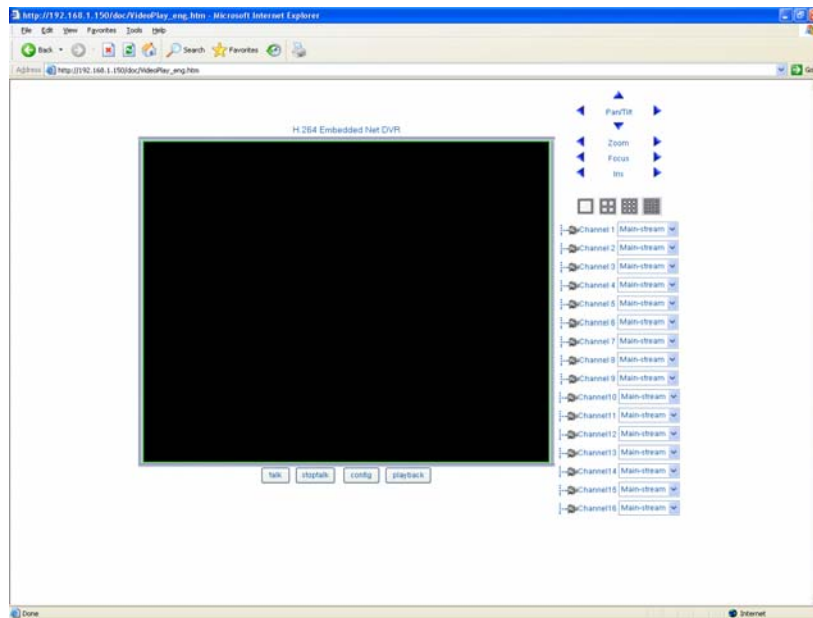 http://192.168.1.150/doc/VideoPlay_eng.htm - Microsoft Internet Explorer
File Edit View Favorites Tools Help
Back Search Favorites
Address http://192.168.1.150/doc/VideoPlay_eng.htm Go
H.264 Embedded Net DVR
Pan/Tilt
Zoom
Focus
Iris
Channel 1 Main-stream
Channel 2 Main-stream
Channel 3 Main-stream
Channel 4 Main-stream
Channel 5 Main-stream
Channel 6 Main-stream
Channel 7 Main-stream
Channel 8 Main-stream
Channel 9 Main-stream
Channel10 Main-stream
Channel11 Main-stream
Channel12 Main-stream
Channel13 Main-stream
Channel14 Main-stream
Channel15 Main-stream
Channel16 Main-stream
talk stoptalk config playback
Done Internet